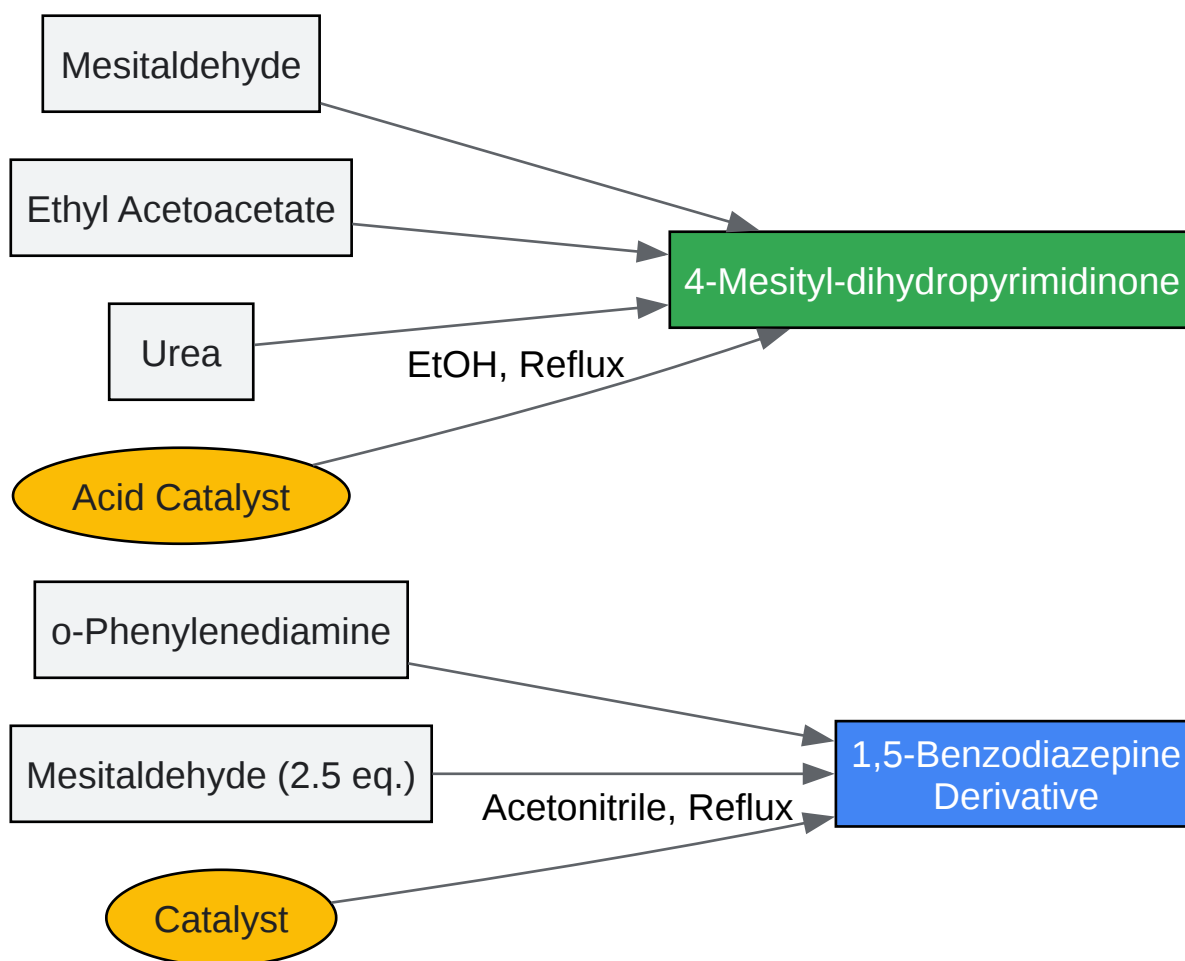 Mesitaldehyde
Ethyl Acetoacetate
4-Mesityl-dihydropyrimidinone
Urea
EtOH, Reflux
Acid Catalyst
o-Phenylenediamine
Mesitaldehyde (2.5 eq.)
1,5-Benzodiazepine
Derivative
Acetonitrile, Reflux
Catalyst